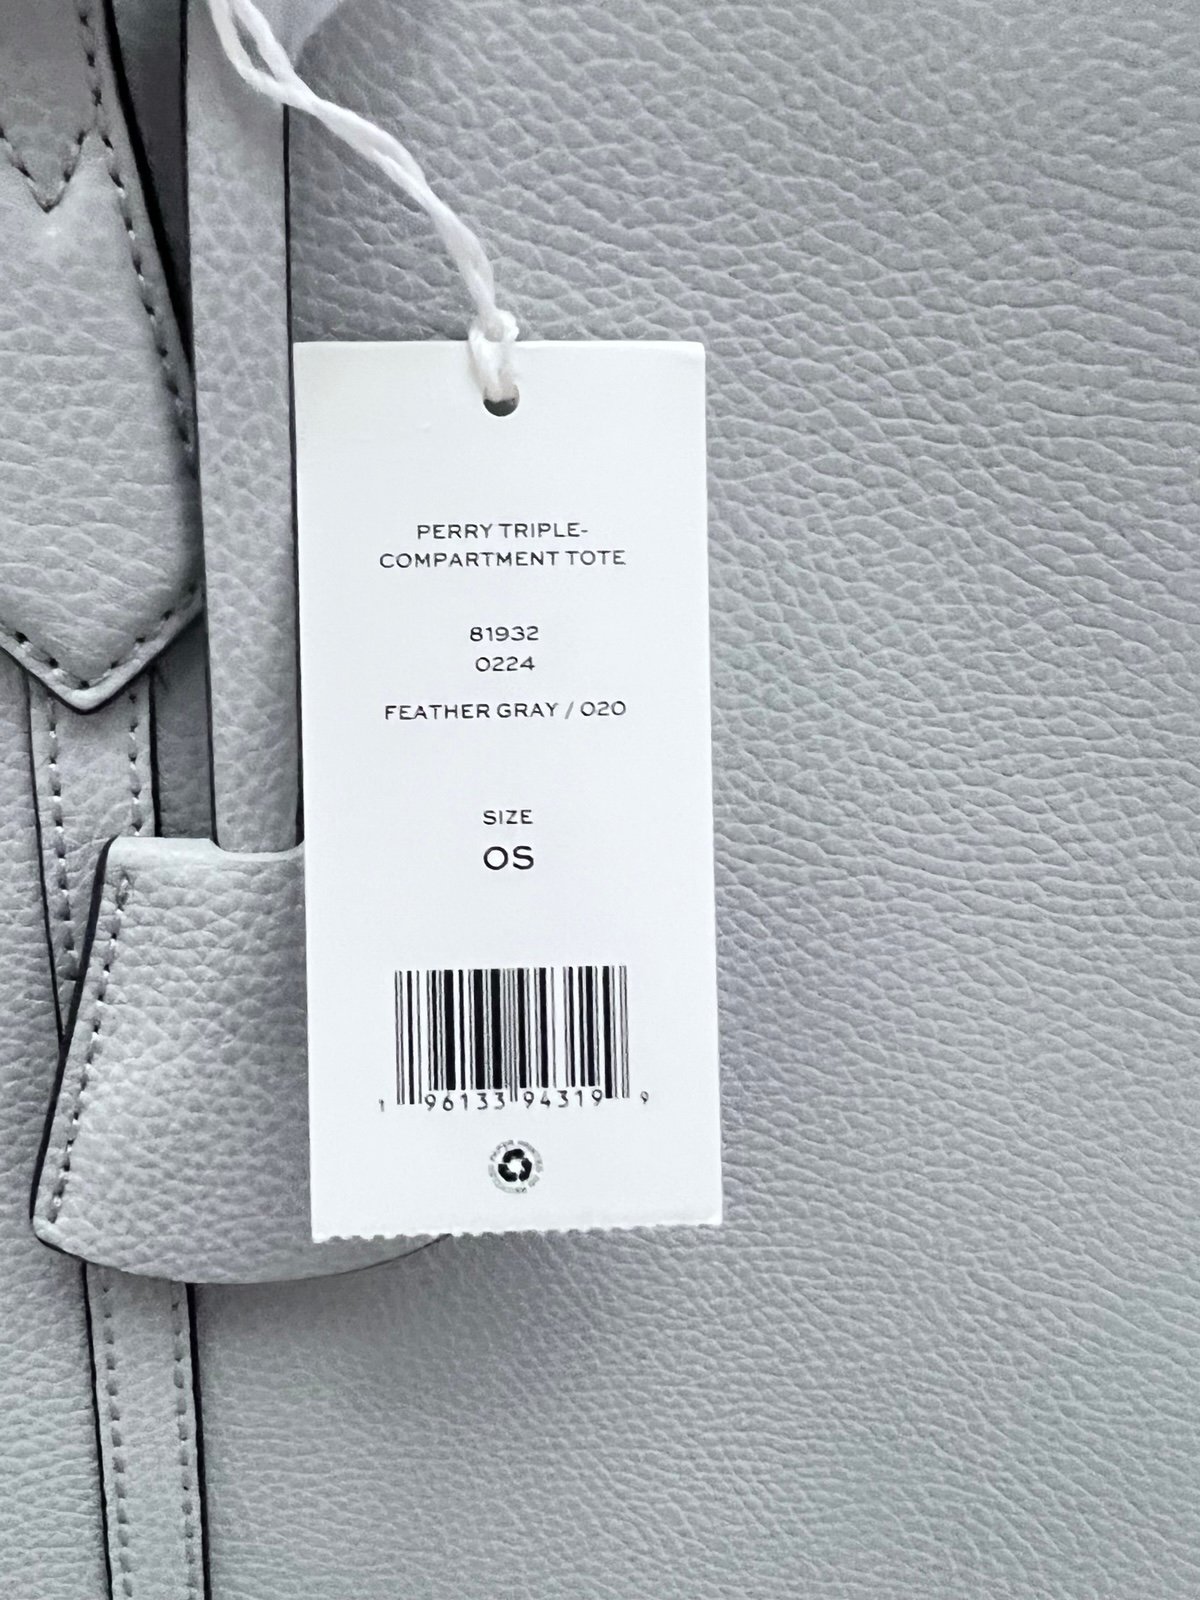 PERRY TRIPLE-
COMPARTMENT TOTE
81932
0224
FEATHER GRAY / 020
SIZE
OS
1 96133 94319 9